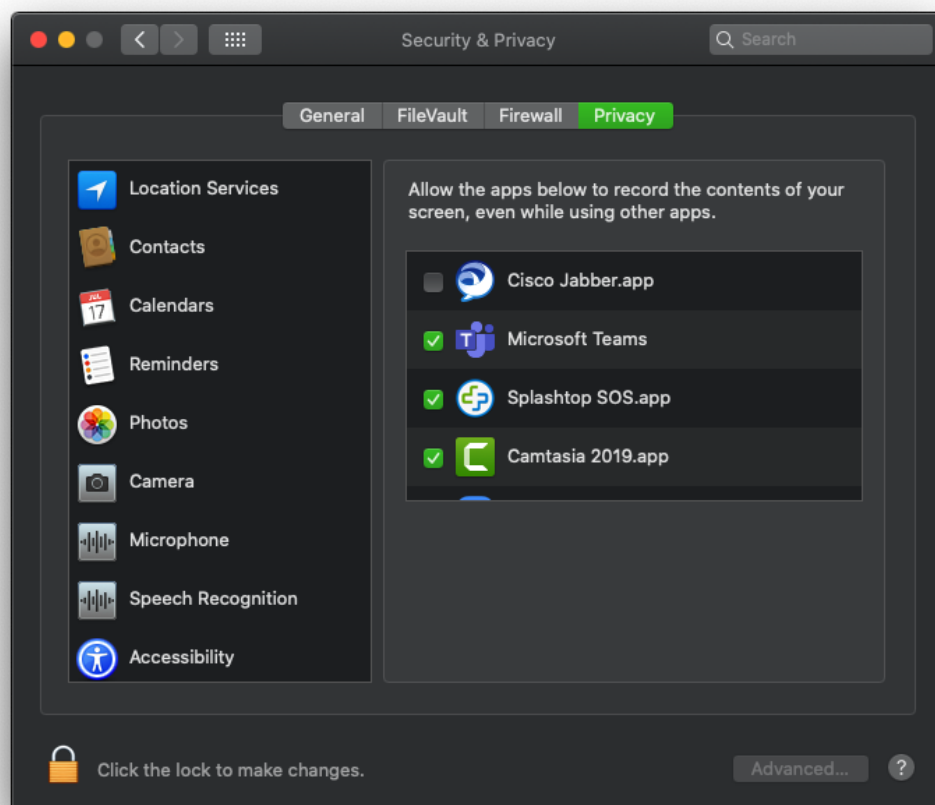 Security & Privacy
Search
General
FileVault
Firewall
Privacy
Location Services
Contacts
JUL
17
Calendars
Reminders
Photos
Camera
Microphone
Speech Recognition
Accessibility
Allow the apps below to record the contents of your
screen, even while using other apps.
Cisco Jabber.app
T
Microsoft Teams
Splashtop SOS.app
C
Camtasia 2019.app
Click the lock to make changes.
Advanced...
?